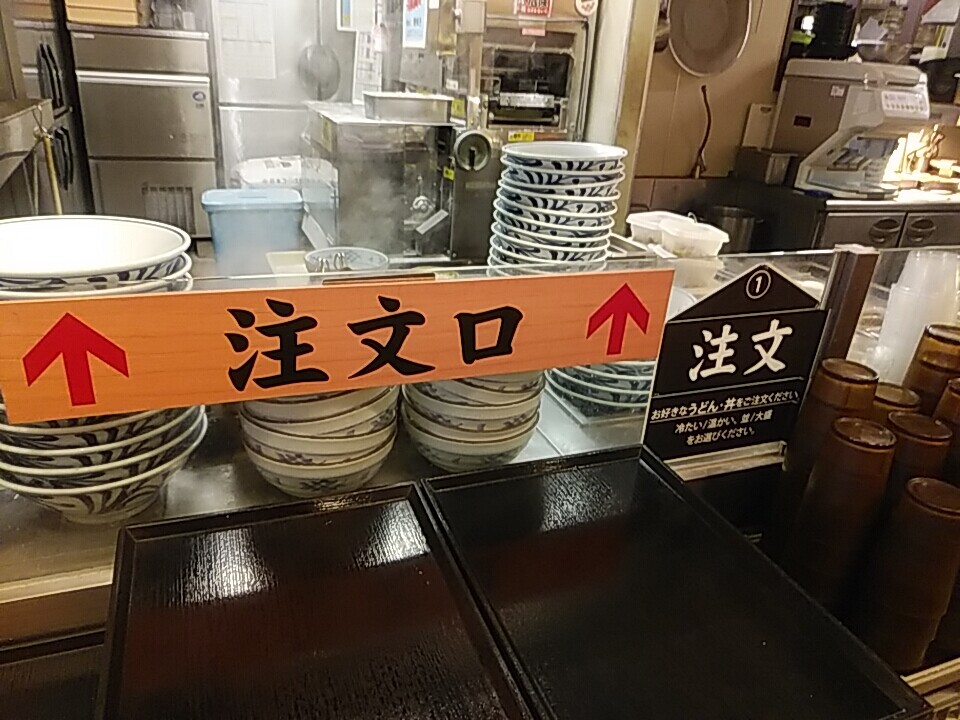 注文口
①
注文
お好きなうどん・丼をご注文ください
冷たい/温かい、並/大盛
をお選びください。